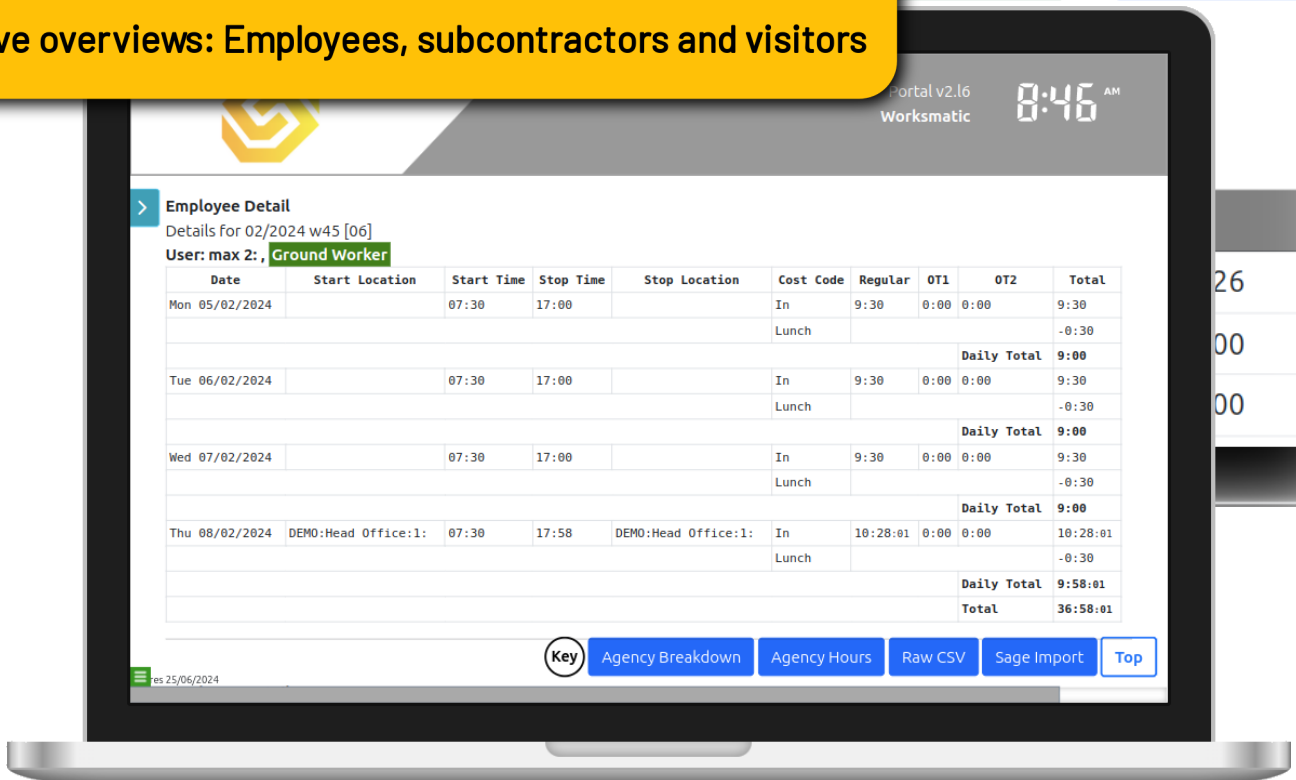 ve overviews: Employees, subcontractors and visitors
Portal v2.l6
Worksmatic
8:46 AM
Employee Detail
Details for 02/2024 w45 [06]
User: max 2: , Ground Worker
Date Start Location Start Time Stop Time Stop Location Cost Code Regular OT1 OT2 Total
Mon 05/02/2024 07:30 17:00 In 9:30 0:00 0:00 9:30
Lunch -0:30
Daily Total 9:00
Tue 06/02/2024 07:30 17:00 In 9:30 0:00 0:00 9:30
Lunch -0:30
Daily Total 9:00
Wed 07/02/2024 07:30 17:00 In 9:30 0:00 0:00 9:30
Lunch -0:30
Daily Total 9:00
Thu 08/02/2024 DEMO:Head Office:1: 07:30 17:58 DEMO:Head Office:1: In 10:28:01 0:00 0:00 10:28:01
Lunch -0:30
Daily Total 9:58:01
Total 36:58:01
Key Agency Breakdown Agency Hours Raw CSV Sage Import Top
res 25/06/2024
26
00
00